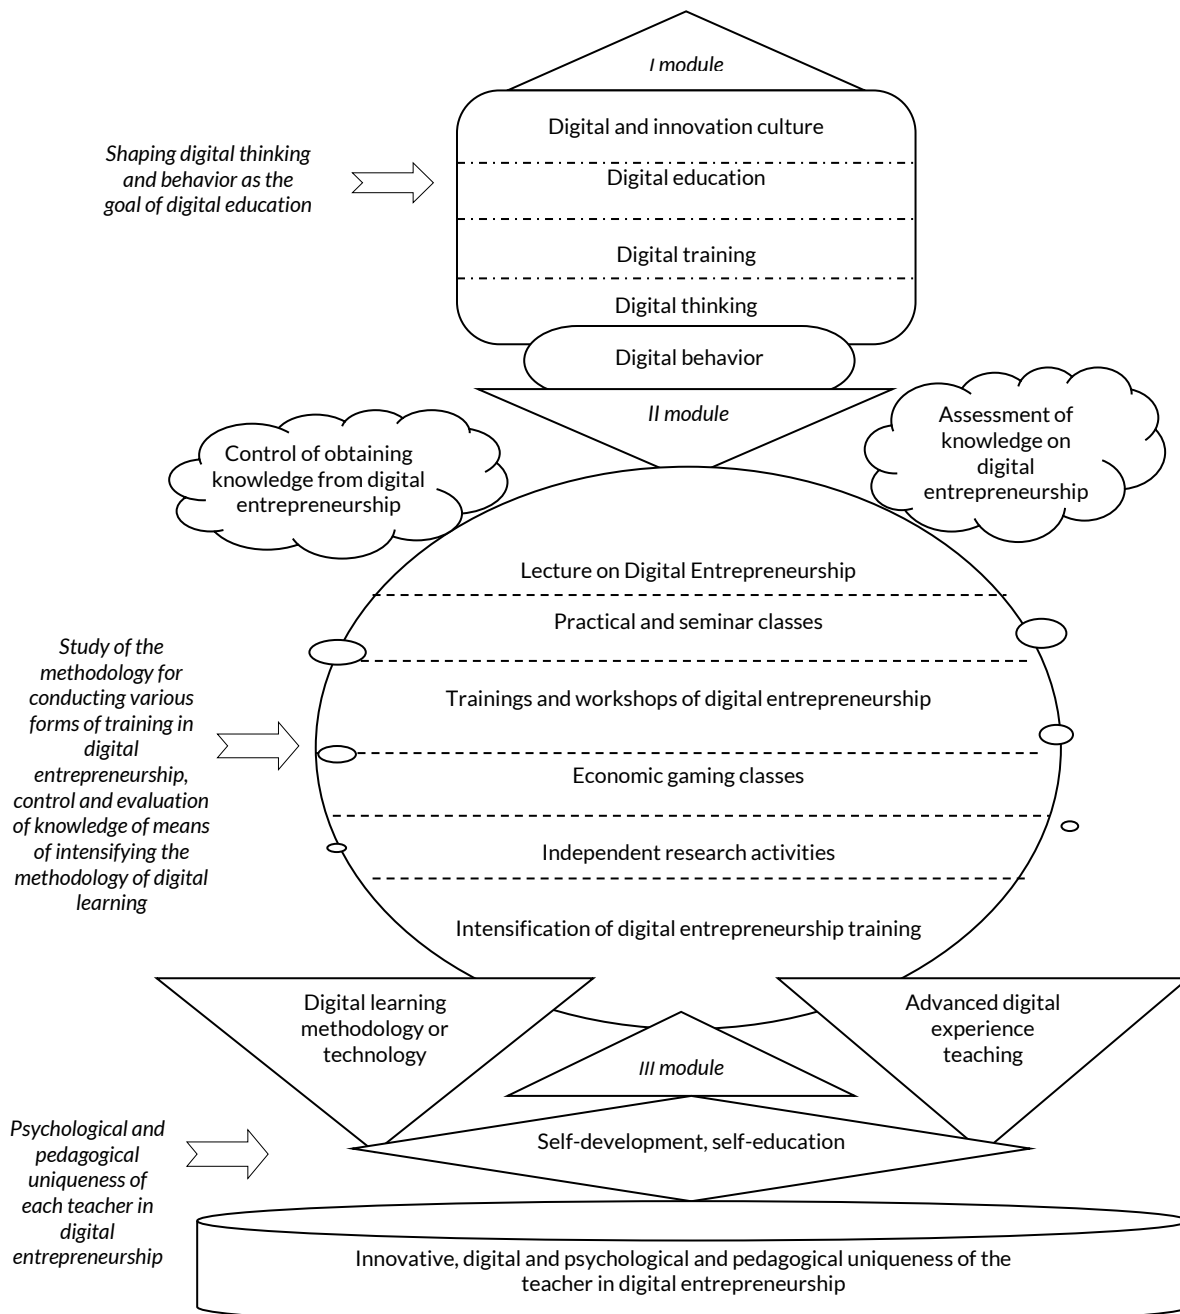 I module
Digital and innovation culture
Shaping digital thinking
and behavior as the
goal of digital education
Digital education
Digital training
Digital thinking
Digital behavior
II module
Control of obtaining
knowledge from digital
entrepreneurship
Assessment of
knowledge on
digital
entrepreneurship
Lecture on Digital Entrepreneurship
Practical and seminar classes
Study of the
methodology for
conducting various
forms of training in
digital
entrepreneurship,
control and evaluation
of knowledge of means
of intensifying the
methodology of digital
learning
Trainings and workshops of digital entrepreneurship
Economic gaming classes
Independent research activities
Intensification of digital entrepreneurship training
Digital learning
methodology or
technology
Advanced digital
experience
teaching
III module
Psychological and
pedagogical
uniqueness of
each teacher in
digital
entrepreneurship
Self-development, self-education
Innovative, digital and psychological and pedagogical uniqueness of the
teacher in digital entrepreneurship